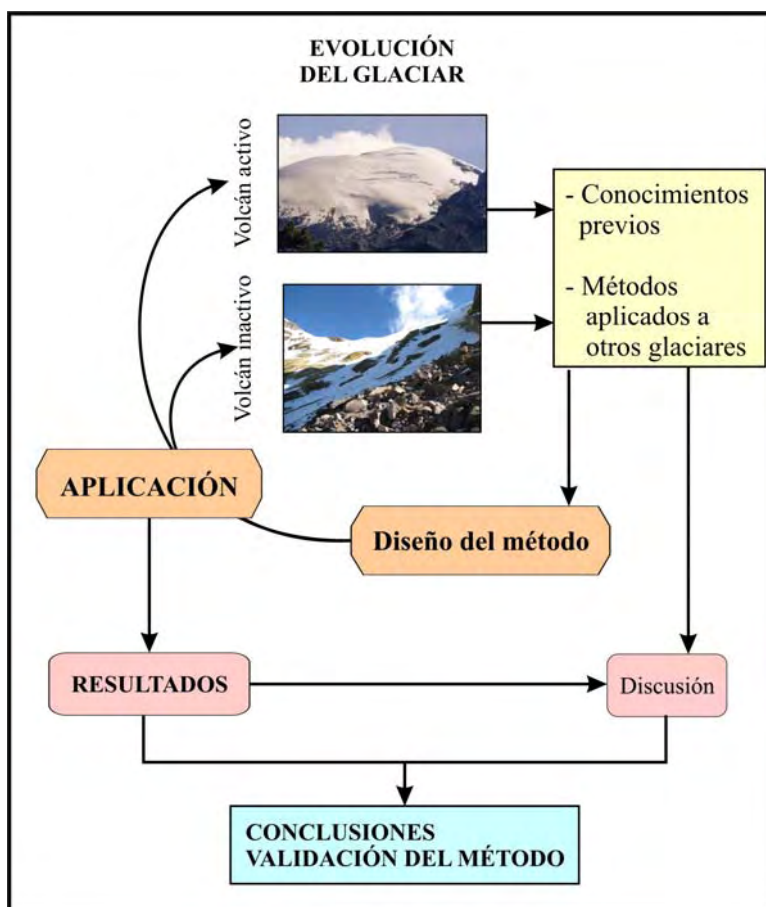 EVOLUCIÓN
DEL GLACIAR
Volcán activo
- Conocimientos
previos
Volcán inactivo
- Métodos
aplicados a
otros glaciares
APLICACIÓN
Diseño del método
RESULTADOS
Discusión
CONCLUSIONES
VALIDACIÓN DEL MÉTODO